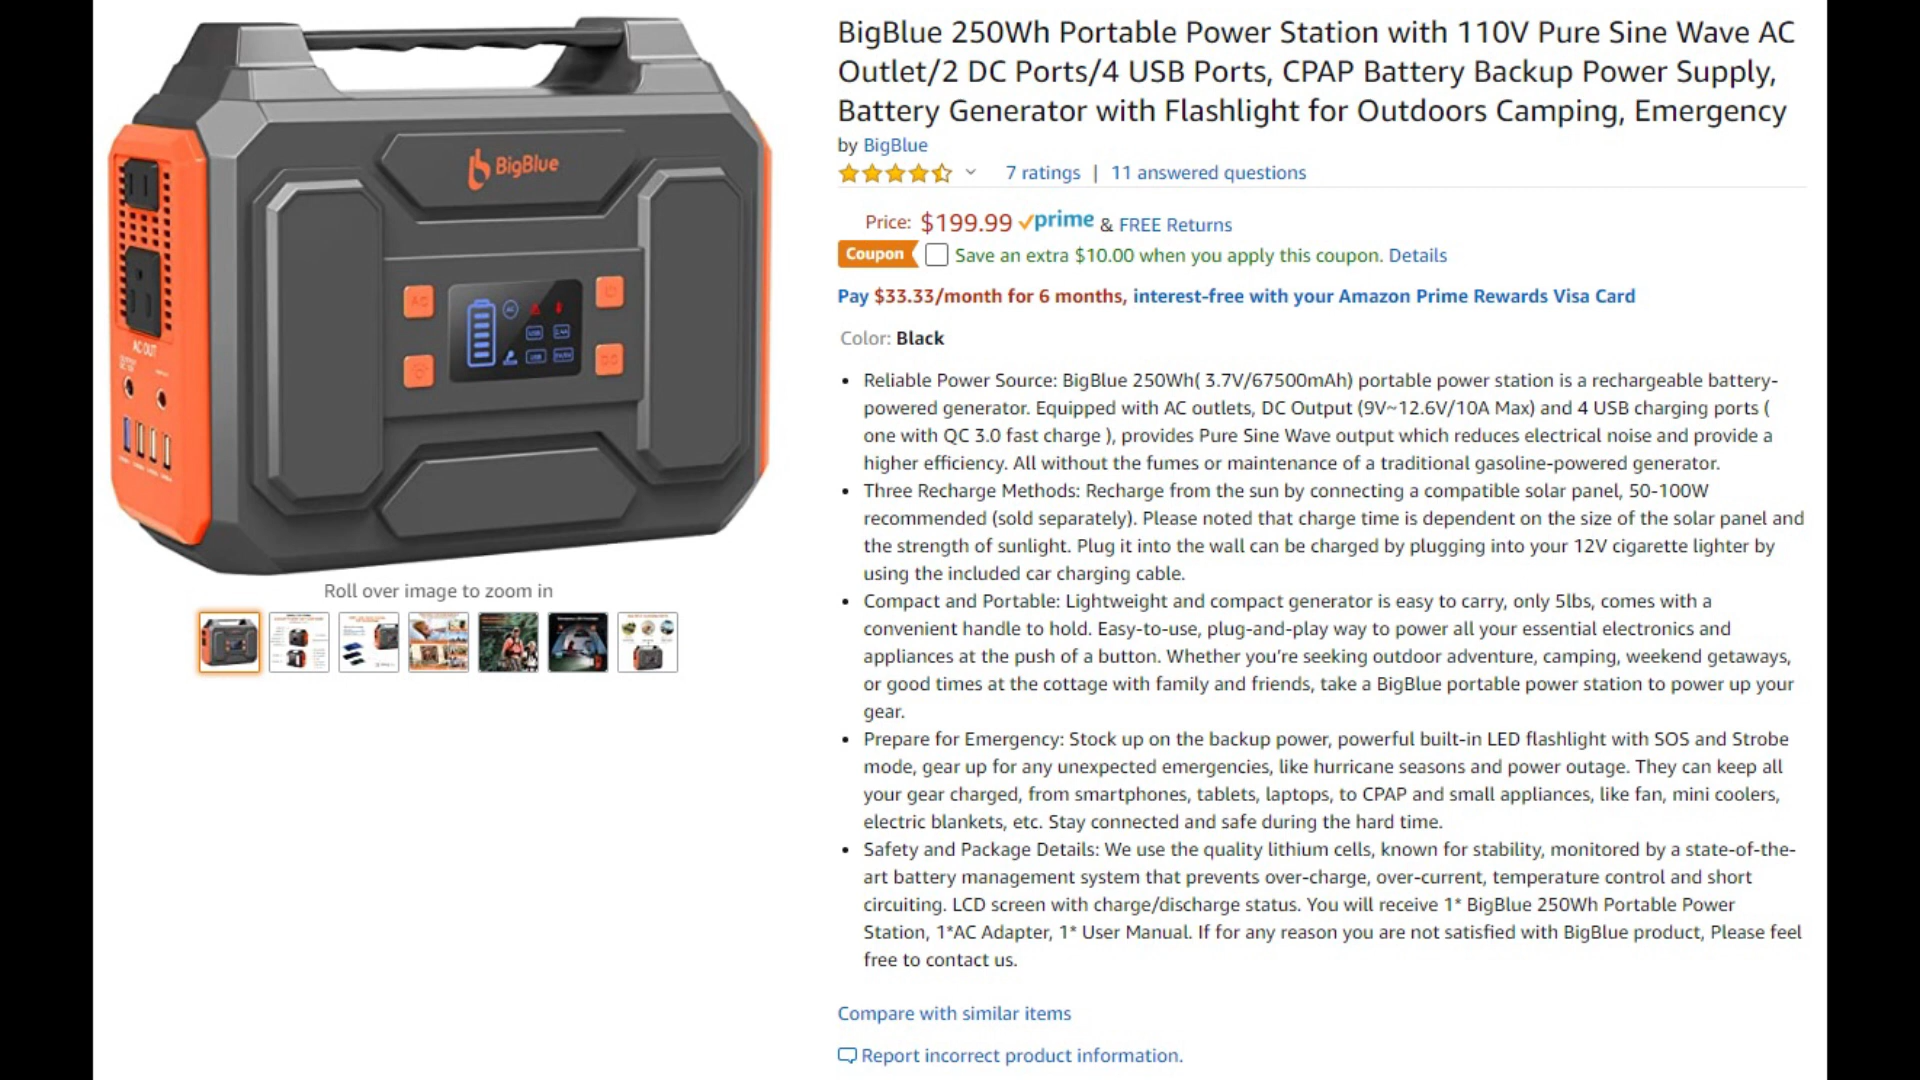 BigBlue
AC
AC OUT
BigBlue 250Wh Portable Power Station with 110V Pure Sine Wave AC
Outlet/2 DC Ports/4 USB Ports, CPAP Battery Backup Power Supply,
Battery Generator with Flashlight for Outdoors Camping, Emergency
by BigBlue
7 ratings | 11 answered questions
Price: $199.99 prime & FREE Returns
Coupon Save an extra $10.00 when you apply this coupon. Details
Pay $33.33/month for 6 months, interest-free with your Amazon Prime Rewards Visa Card
Color: Black
• Reliable Power Source: BigBlue 250Wh( 3.7V/67500mAh) portable power station is a rechargeable battery-
powered generator. Equipped with AC outlets, DC Output (9V~12.6V/10A Max) and 4 USB charging ports (
one with QC 3.0 fast charge ), provides Pure Sine Wave output which reduces electrical noise and provide a
higher efficiency. All without the fumes or maintenance of a traditional gasoline-powered generator.
• Three Recharge Methods: Recharge from the sun by connecting a compatible solar panel, 50-100W
recommended (sold separately). Please noted that charge time is dependent on the size of the solar panel and
the strength of sunlight. Plug it into the wall can be charged by plugging into your 12V cigarette lighter by
using the included car charging cable.
• Compact and Portable: Lightweight and compact generator is easy to carry, only 5lbs, comes with a
convenient handle to hold. Easy-to-use, plug-and-play way to power all your essential electronics and
appliances at the push of a button. Whether you're seeking outdoor adventure, camping, weekend getaways,
or good times at the cottage with family and friends, take a BigBlue portable power station to power up your
gear.
• Prepare for Emergency: Stock up on the backup power, powerful built-in LED flashlight with SOS and Strobe
mode, gear up for any unexpected emergencies, like hurricane seasons and power outage. They can keep all
your gear charged, from smartphones, tablets, laptops, to CPAP and small appliances, like fan, mini coolers,
electric blankets, etc. Stay connected and safe during the hard time.
• Safety and Package Details: We use the quality lithium cells, known for stability, monitored by a state-of-the-
art battery management system that prevents over-charge, over-current, temperature control and short
circuiting. LCD screen with charge/discharge status. You will receive 1* BigBlue 250Wh Portable Power
Station, 1*AC Adapter, 1* User Manual. If for any reason you are not satisfied with BigBlue product, Please feel
free to contact us.
Roll over image to zoom in
Compare with similar items
Report incorrect product information.